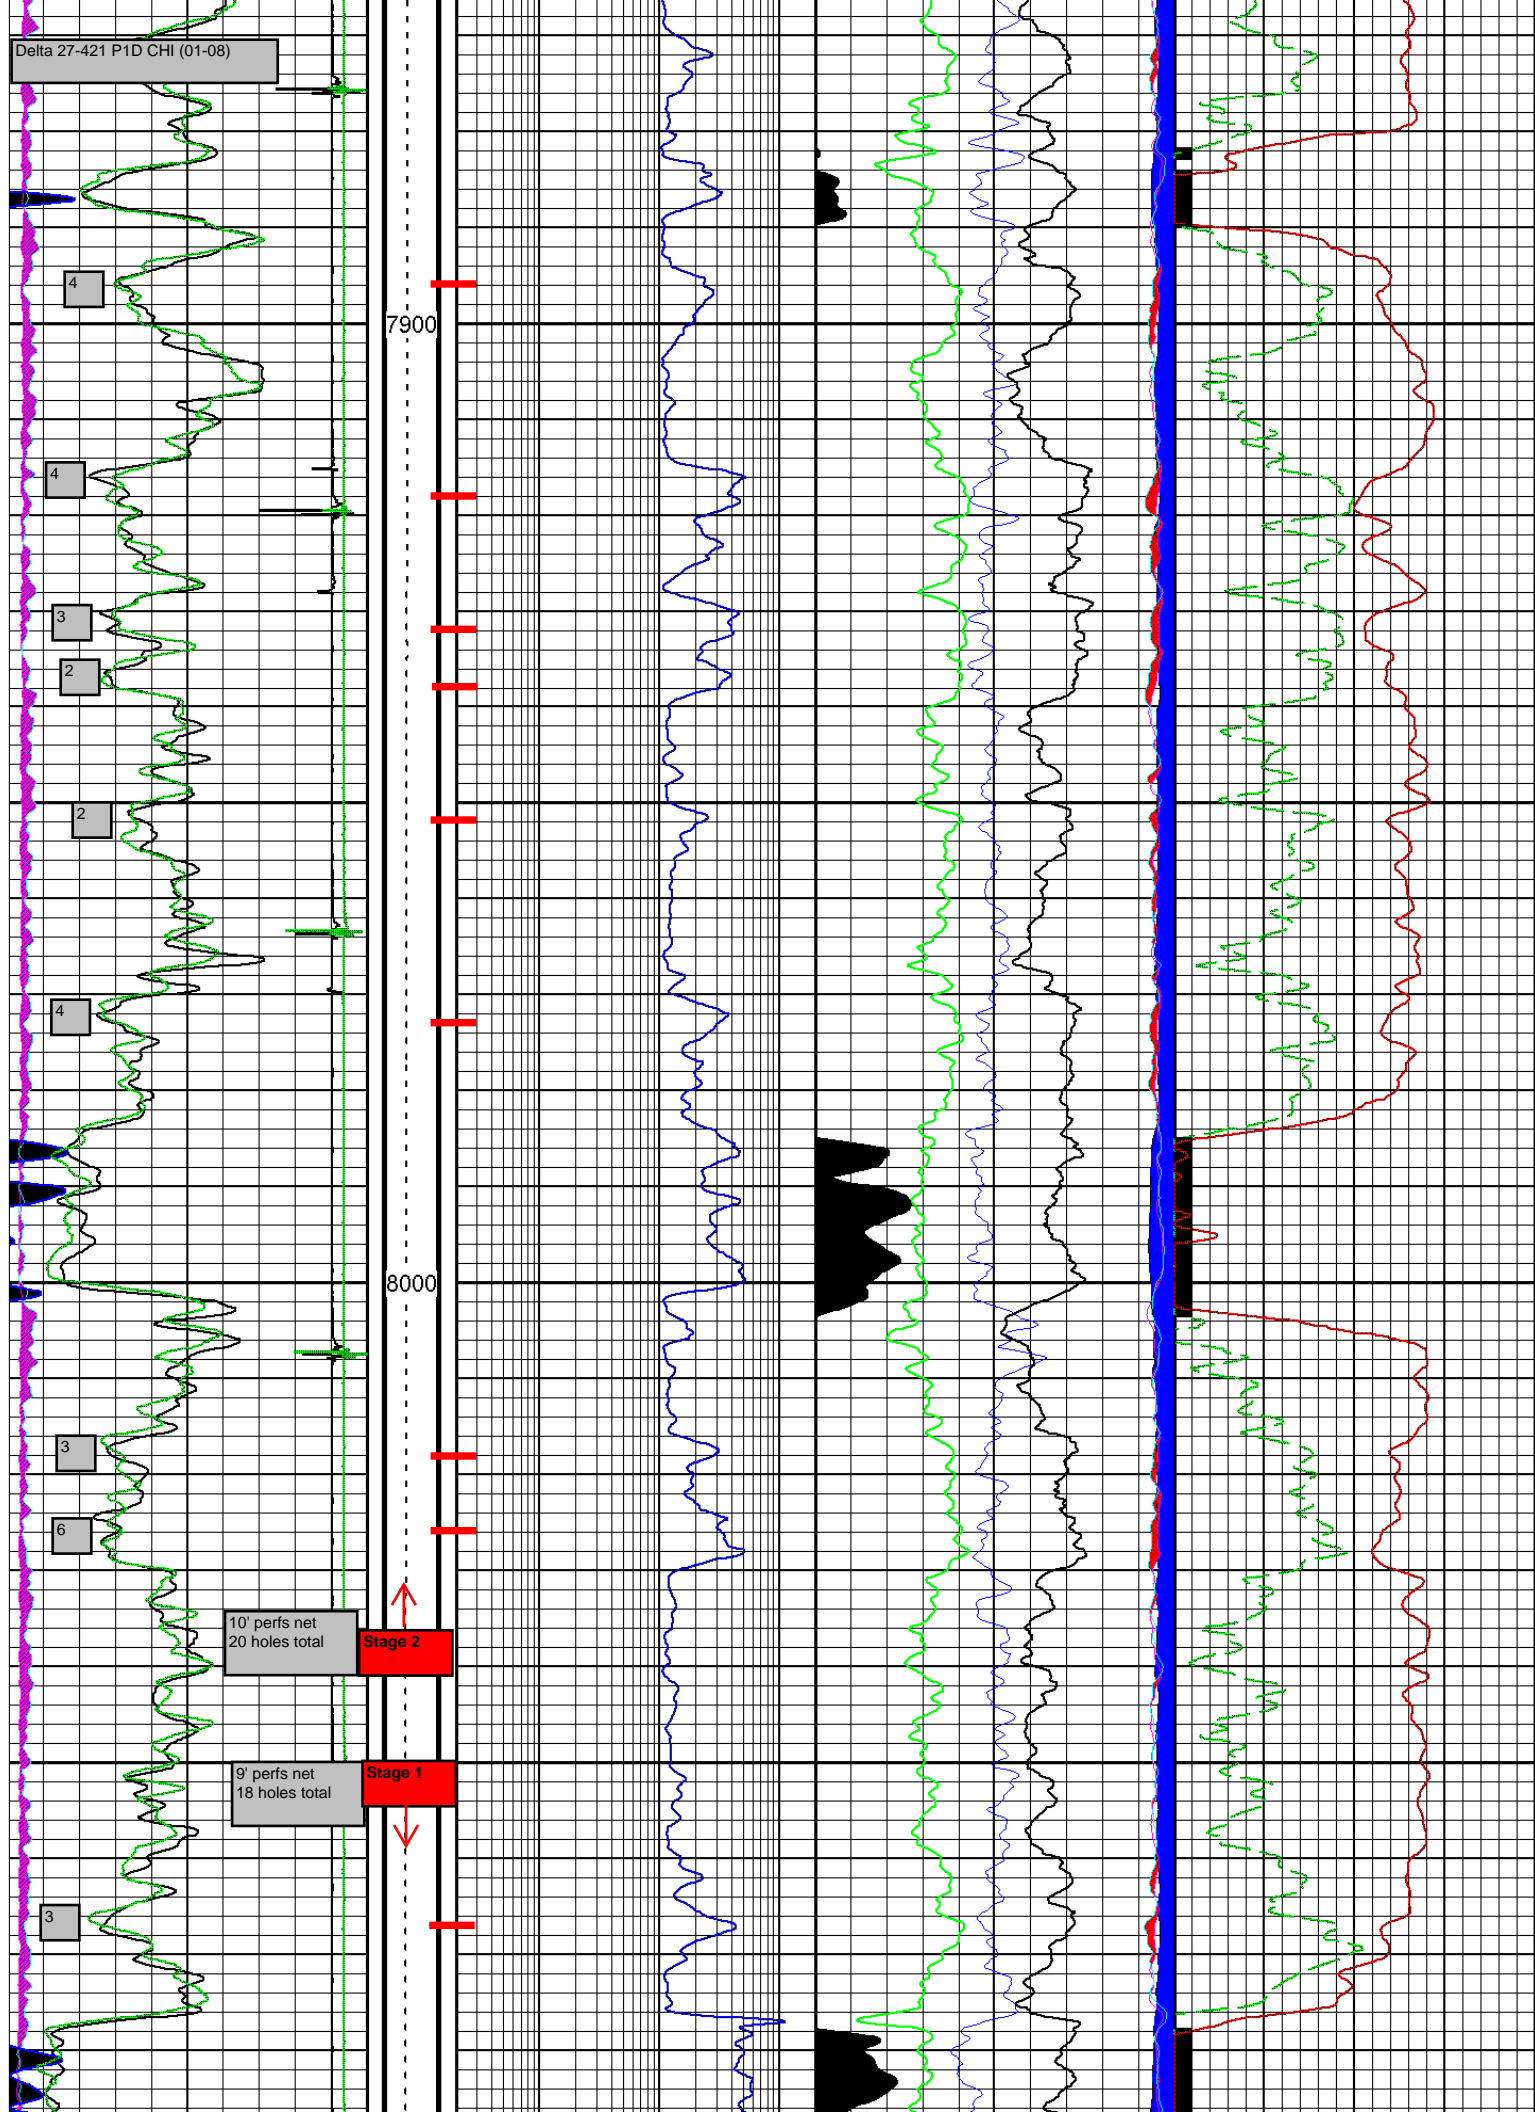 Delta 27-421 P1D CHI (01-08)
4
7900
4
3
2
2
4
8000
3
6
10' perfs net
20 holes total
Stage 2
9' perfs net
18 holes total
Stage 1
3